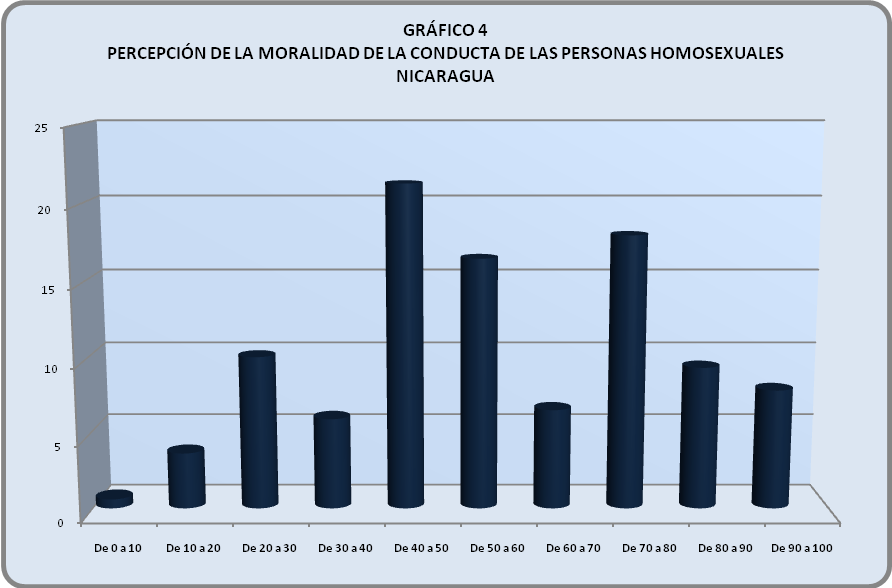 GRÁFICO 4
PERCEPCIÓN DE LA MORALIDAD DE LA CONDUCTA DE LAS PERSONAS HOMOSEXUALES
NICARAGUA
25
20
15
10
5
0
De 0 a 10 De 10 a 20 De 20 a 30 De 30 a 40 De 40 a 50 De 50 a 60 De 60 a 70 De 70 a 80 De 80 a 90 De 90 a 100